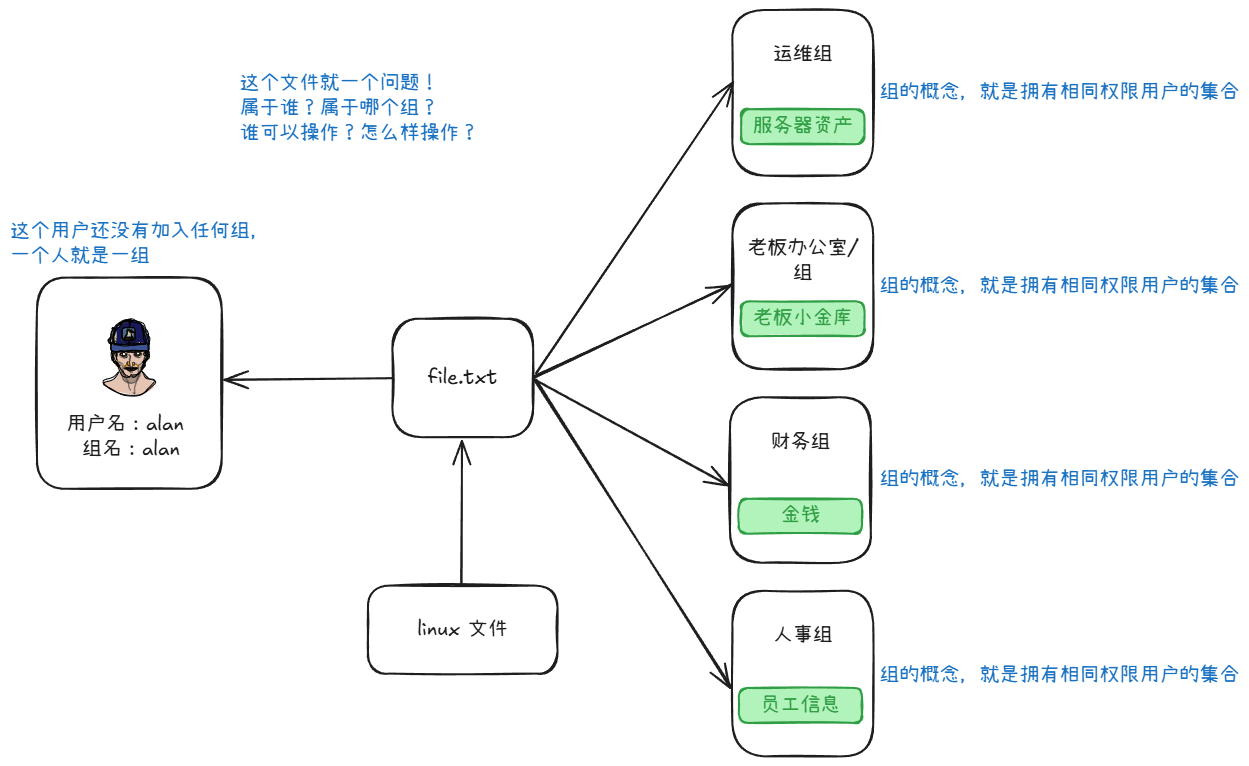 这个文件就一个问题！
属于谁？属于哪个组？
谁可以操作？怎么样操作？
这个用户还没有加入任何组，
一个人就是一组
用户名：alan
组名：alan
file.txt
linux 文件
运维组
服务器资产
组的概念，就是拥有相同权限用户的集合
老板办公室/
组
老板小金库
组的概念，就是拥有相同权限用户的集合
财务组
金钱
组的概念，就是拥有相同权限用户的集合
人事组
员工信息
组的概念，就是拥有相同权限用户的集合